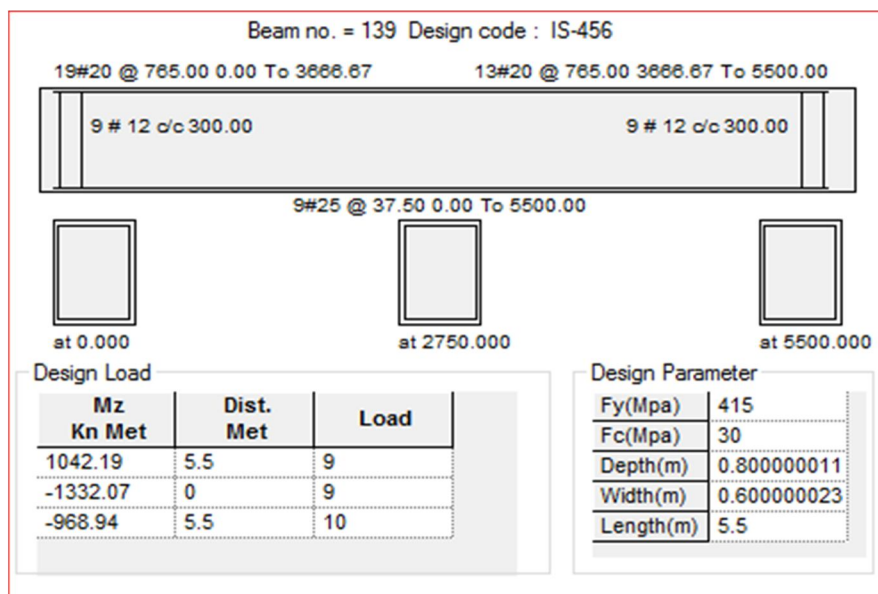 Beam no. = 139 Design code : IS-456
19#20 @ 765.00 0.00 To 3666.67 13#20 @ 765.00 3666.67 To 5500.00
9 # 12 c/c 300.00 9 # 12 c/c 300.00
9#25 @ 37.50 0.00 To 5500.00
at 0.000 at 2750.000 at 5500.000
Design Load
Mz Kn Met Dist. Met Load
1042.19 5.5 9
-1332.07 0 9
-968.94 5.5 10
Design Parameter
Fy(Mpa) 415
Fc(Mpa) 30
Depth(m) 0.800000011
Width(m) 0.600000023
Length(m) 5.5